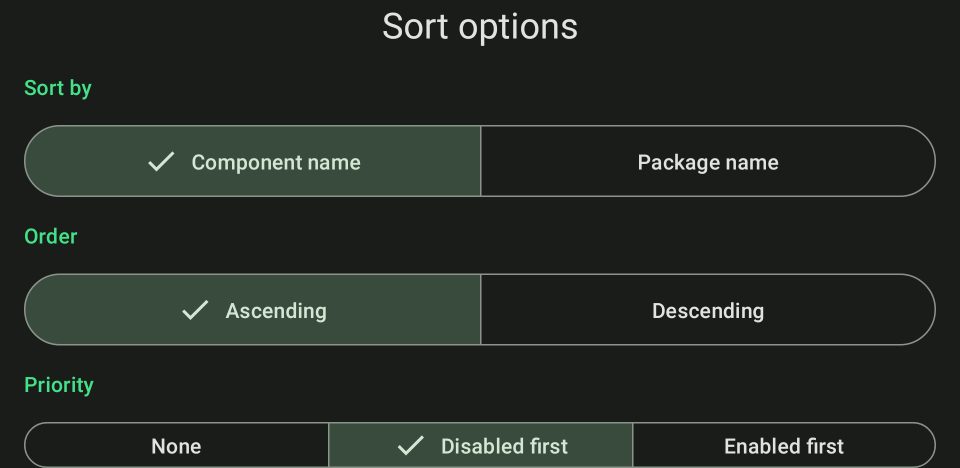 Sort options
Sort by
Component name Package name
Order
Ascending Descending
Priority
None Disabled first Enabled first